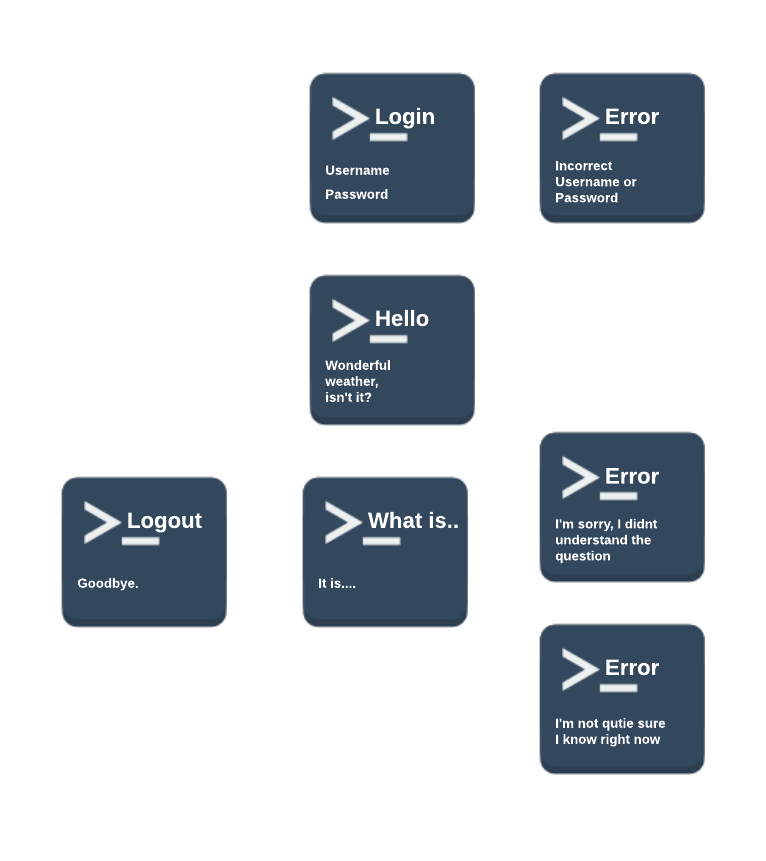 Login
Username
Password
Error
Incorrect
Username or
Password
Hello
Wonderful
weather,
isn't it?
Logout
Goodbye.
What is..
It is....
Error
I'm sorry, I didnt
understand the
question
Error
I'm not qutie sure
I know right now